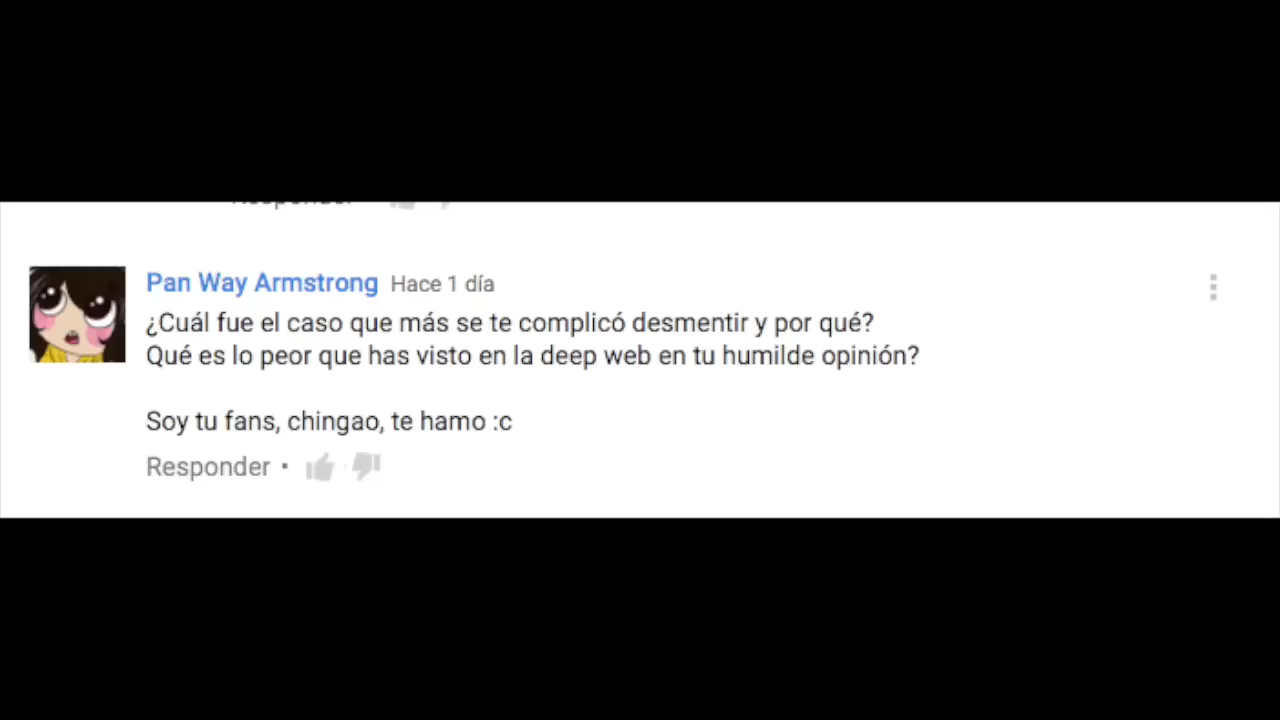 Pan Way Armstrong Hace 1 día
¿Cuál fue el caso que más se te complicó desmentir y por qué?
Qué es lo peor que has visto en la deep web en tu humilde opinión?
Soy tu fans, chingao, te hamo :c
Responder •